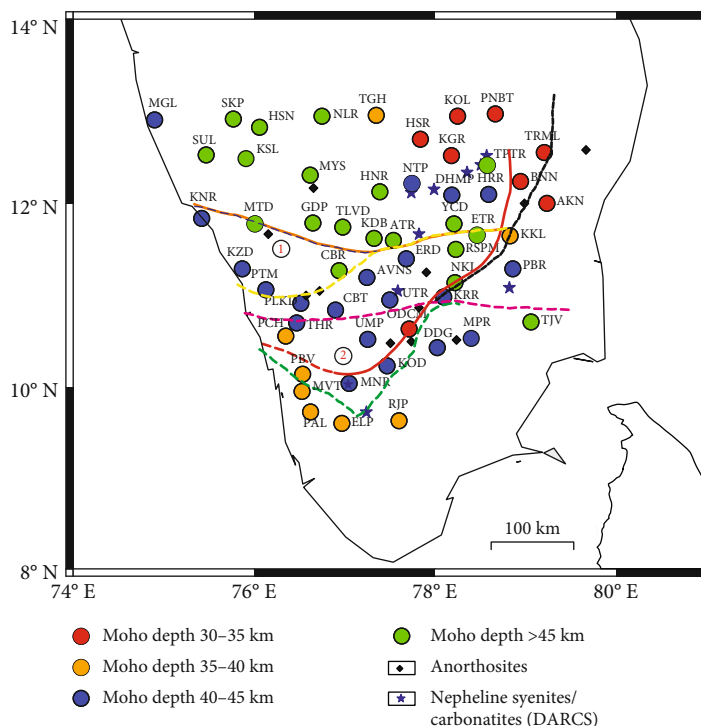 14° N
TGH KOL PNBT
MGL SKP HSN NLR
HSR TRML
SUL KSL KGR TPTR
MYS NTP
HNR DHMP HRR BNN
12° N
KNR MTD GDP TLVD YCD AKN
KDB ATR ETR KKL
1
KZD CBR ERD RSPM
PTM AVNS NKL PBR
PLKD CBT UTR KRR
PCH THR ODC TJV
UMP DDG MPR
2
PBV KOD
10° N
MVT MNR
PAL ELP RJP
100 km
8° N
74° E 76° E 78° E 80° E
Moho depth 30–35 km
Moho depth 35–40 km
Moho depth 40–45 km
Moho depth >45 km
Anorthosites
Nepheline syenites/
carbonatites (DARCS)